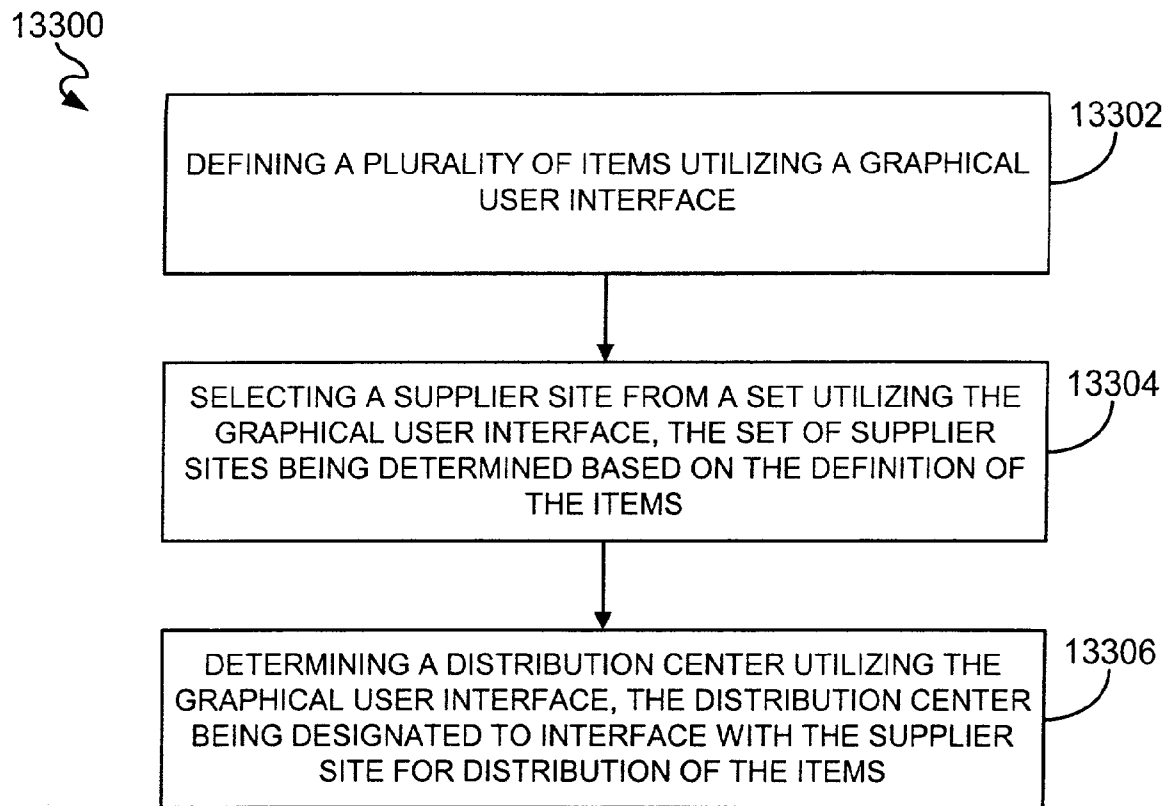 13300
13302
DEFINING A PLURALITY OF ITEMS UTILIZING A GRAPHICAL
USER INTERFACE
13304
SELECTING A SUPPLIER SITE FROM A SET UTILIZING THE
GRAPHICAL USER INTERFACE, THE SET OF SUPPLIER
SITES BEING DETERMINED BASED ON THE DEFINITION OF
THE ITEMS
13306
DETERMINING A DISTRIBUTION CENTER UTILIZING THE
GRAPHICAL USER INTERFACE, THE DISTRIBUTION CENTER
BEING DESIGNATED TO INTERFACE WITH THE SUPPLIER
SITE FOR DISTRIBUTION OF THE ITEMS